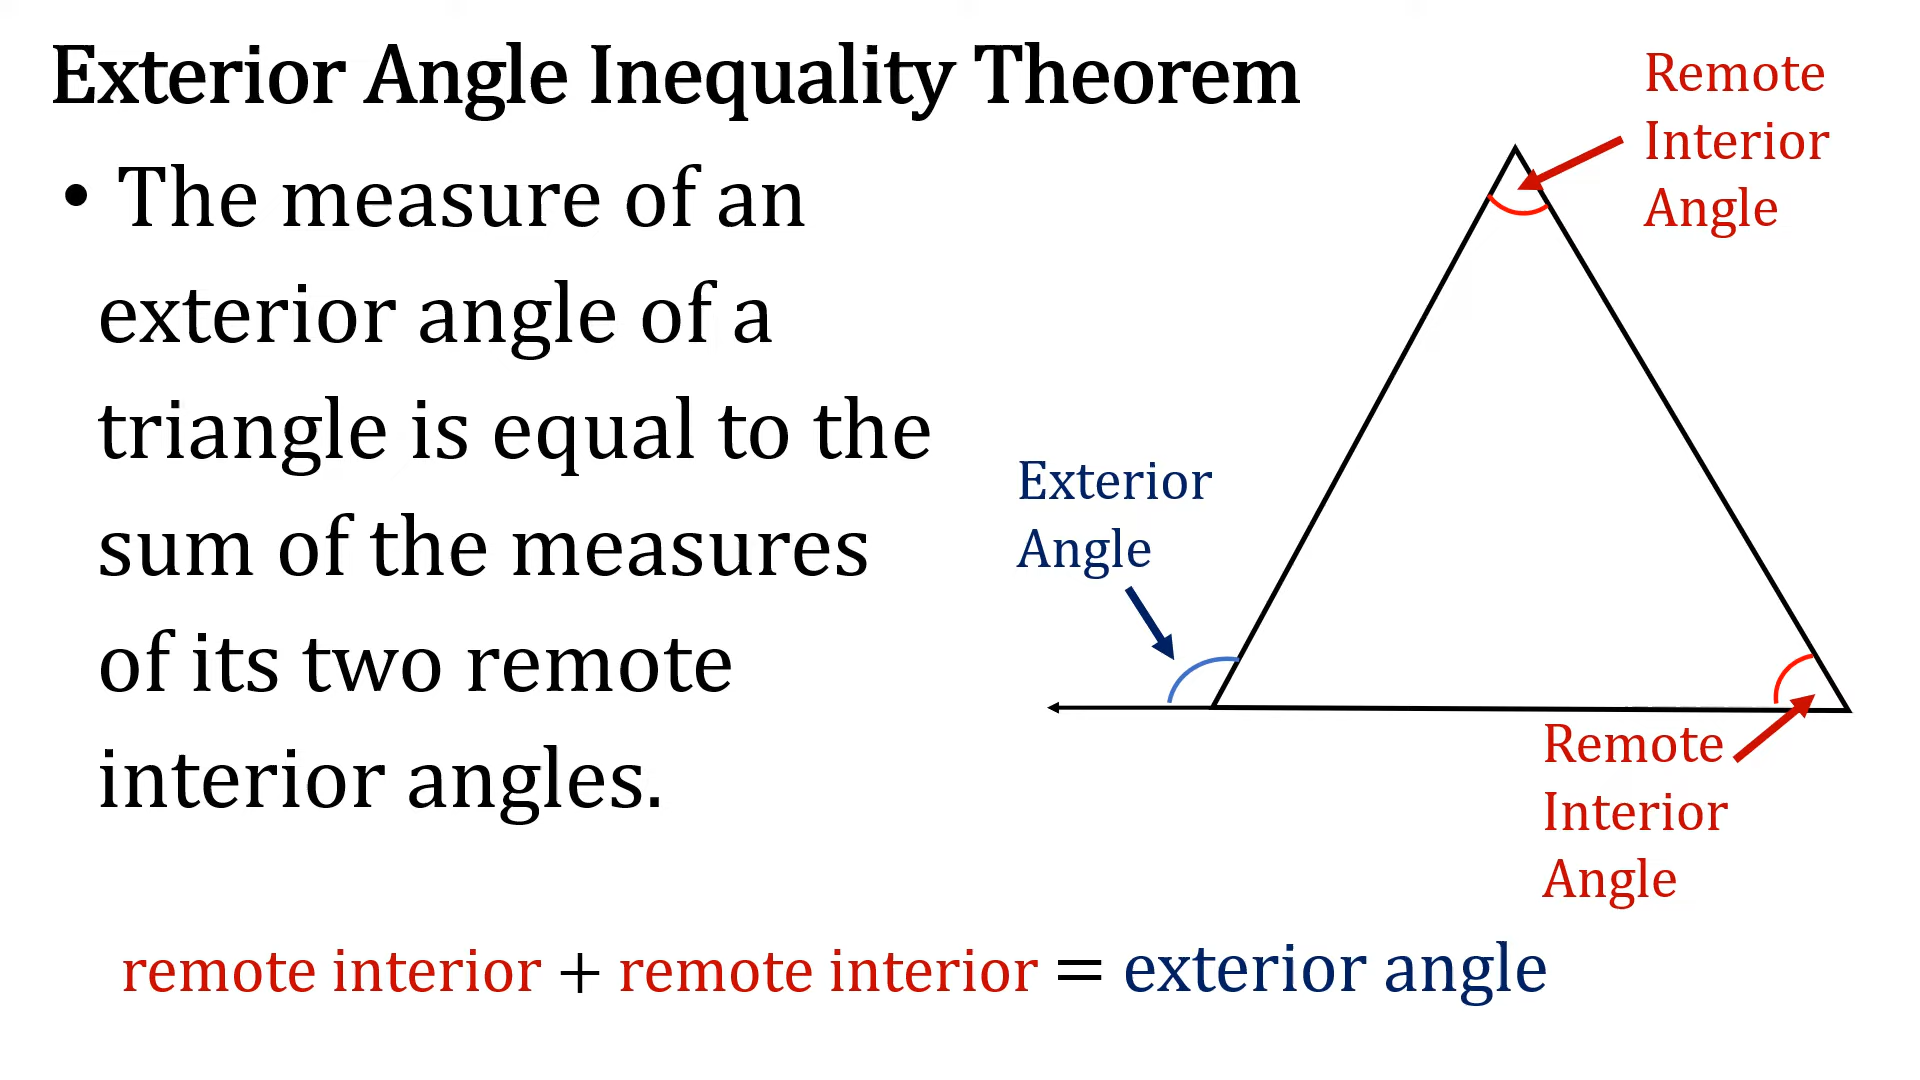 Exterior Angle Inequality Theorem
• The measure of an
exterior angle of a
triangle is equal to the
sum of the measures
of its two remote
interior angles.
Remote
Interior
Angle
Exterior
Angle
Remote
Interior
Angle
remote interior + remote interior = exterior angle